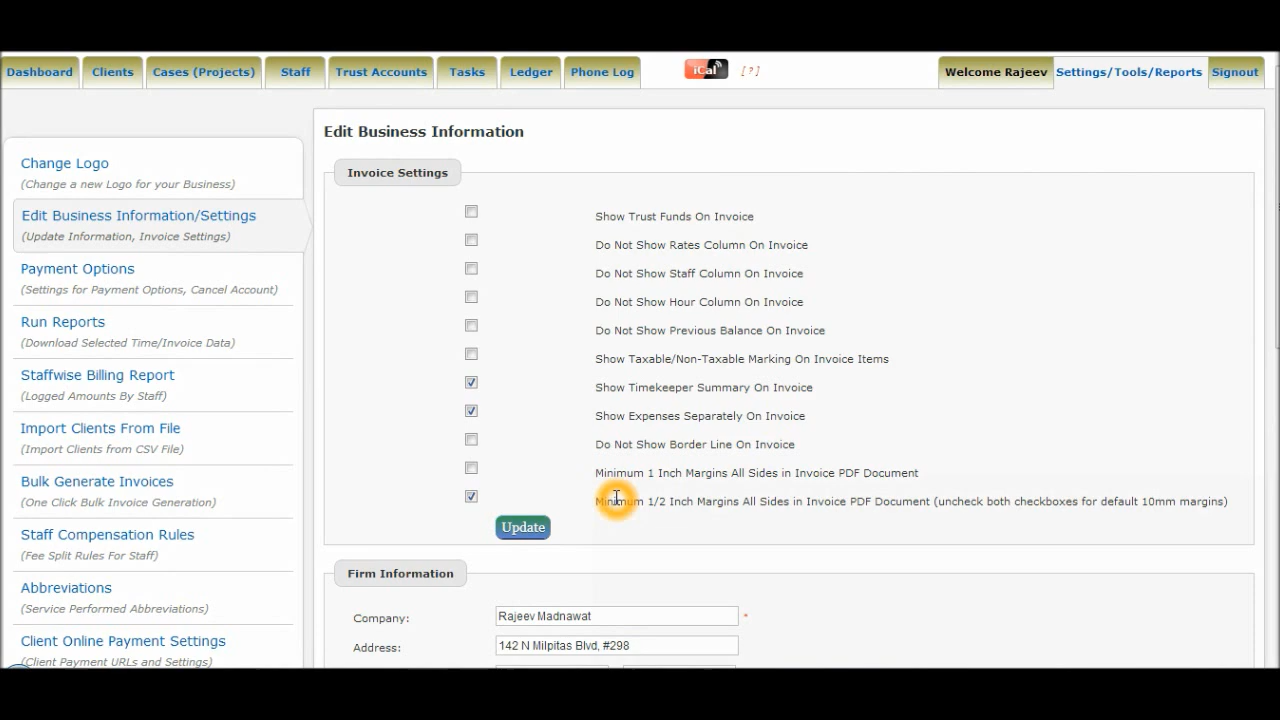 Dashboard Clients Cases (Projects) Staff Trust Accounts Tasks Ledger Phone Log iCal [?] Welcome Rajeev Settings/Tools/Reports Signout
Change Logo
(Change a new Logo for your Business)
Edit Business Information/Settings
(Update Information, Invoice Settings)
Payment Options
(Settings for Payment Options, Cancel Account)
Run Reports
(Download Selected Time/Invoice Data)
Staffwise Billing Report
(Logged Amounts By Staff)
Import Clients From File
(Import Clients from CSV File)
Bulk Generate Invoices
(One Click Bulk Invoice Generation)
Staff Compensation Rules
(Fee Split Rules For Staff)
Abbreviations
(Service Performed Abbreviations)
Client Online Payment Settings
(Client Payment URLs and Settings)
Edit Business Information
Invoice Settings
Show Trust Funds On Invoice
Do Not Show Rates Column On Invoice
Do Not Show Staff Column On Invoice
Do Not Show Hour Column On Invoice
Do Not Show Previous Balance On Invoice
Show Taxable/Non-Taxable Marking On Invoice Items
Show Timekeeper Summary On Invoice
Show Expenses Separately On Invoice
Do Not Show Border Line On Invoice
Minimum 1 Inch Margins All Sides in Invoice PDF Document
Minimum 1/2 Inch Margins All Sides in Invoice PDF Document (uncheck both checkboxes for default 10mm margins)
Update
Firm Information
Company: Rajeev Madnawat *
Address: 142 N Milpitas Blvd, #298